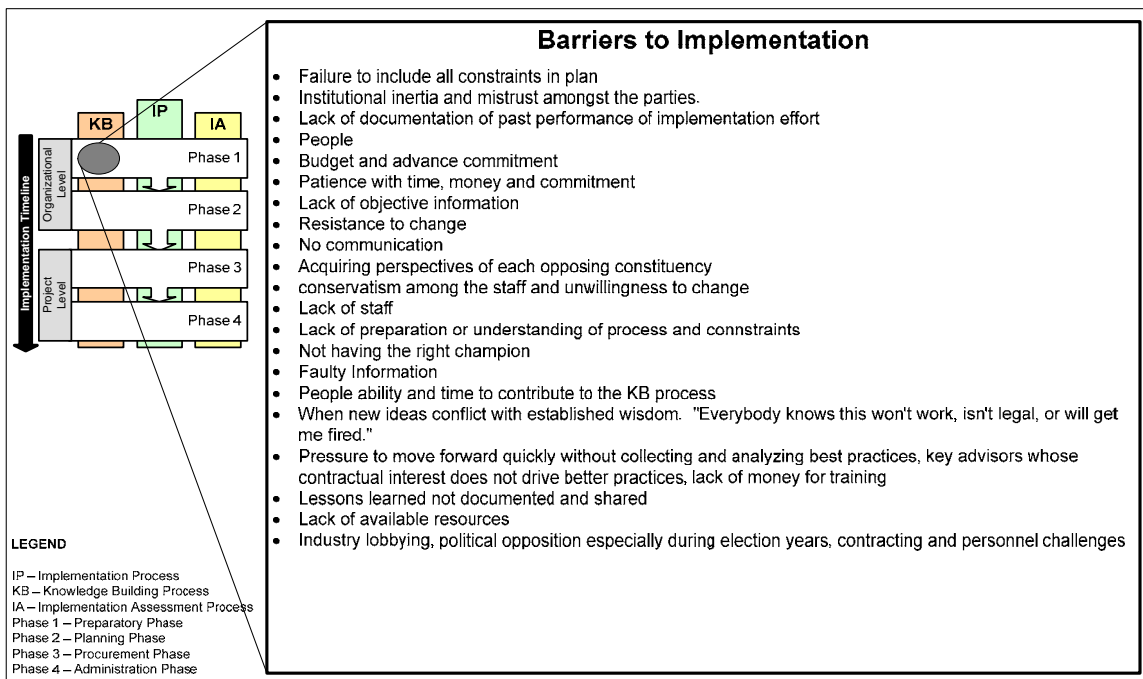 Barriers to Implementation
• Failure to include all constraints in plan
• Institutional inertia and mistrust amongst the parties.
• Lack of documentation of past performance of implementation effort
• People
• Budget and advance commitment
• Patience with time, money and commitment
• Lack of objective information
• Resistance to change
• No communication
• Acquiring perspectives of each opposing constituency
• conservatism among the staff and unwillingness to change
• Lack of staff
• Lack of preparation or understanding of process and connstraints
• Not having the right champion
• Faulty Information
• People ability and time to contribute to the KB process
• When new ideas conflict with established wisdom.  "Everybody knows this won't work, isn't legal, or will get
me fired."
• Pressure to move forward quickly without collecting and analyzing best practices, key advisors whose
contractual interest does not drive better practices, lack of money for training
• Lessons learned not documented and shared
• Lack of available resources
• Industry lobbying, political opposition especially during election years, contracting and personnel challenges
KB
IP
IA
Implementation Timeline
Organizational
Level
Phase 1
Phase 2
Project
Level
Phase 3
Phase 4
LEGEND
IP – Implementation Process
KB – Knowledge Building Process
IA – Implementation Assessment Process
Phase 1 – Preparatory Phase
Phase 2 – Planning Phase
Phase 3 – Procurement Phase
Phase 4 – Administration Phase